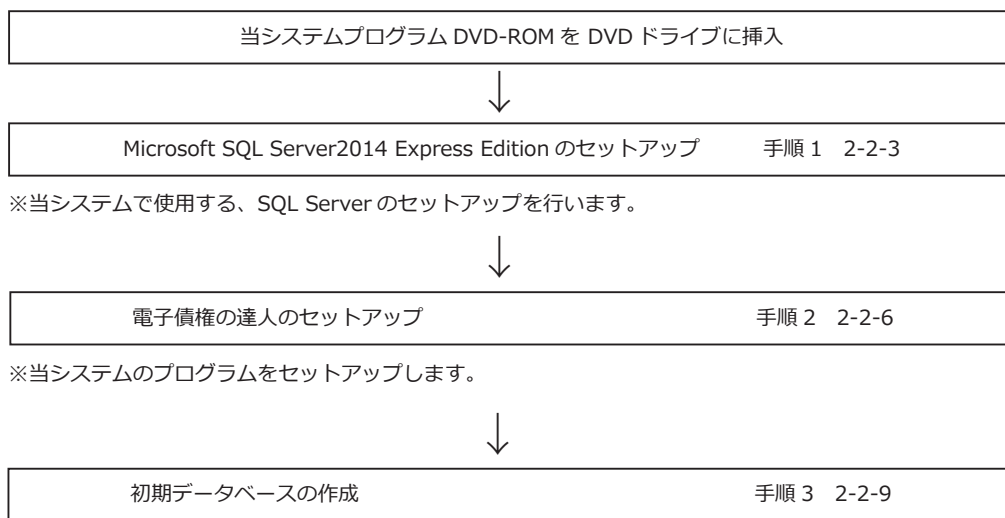 当システムプログラム DVD-ROM を DVD ドライブに挿入
Microsoft SQL Server2014 Express Edition のセットアップ 手順 1 2-2-3
※当システムで使用する、SQL Server のセットアップを行います。
電子債権の達人のセットアップ 手順 2 2-2-6
※当システムのプログラムをセットアップします。
初期データベースの作成 手順 3 2-2-9